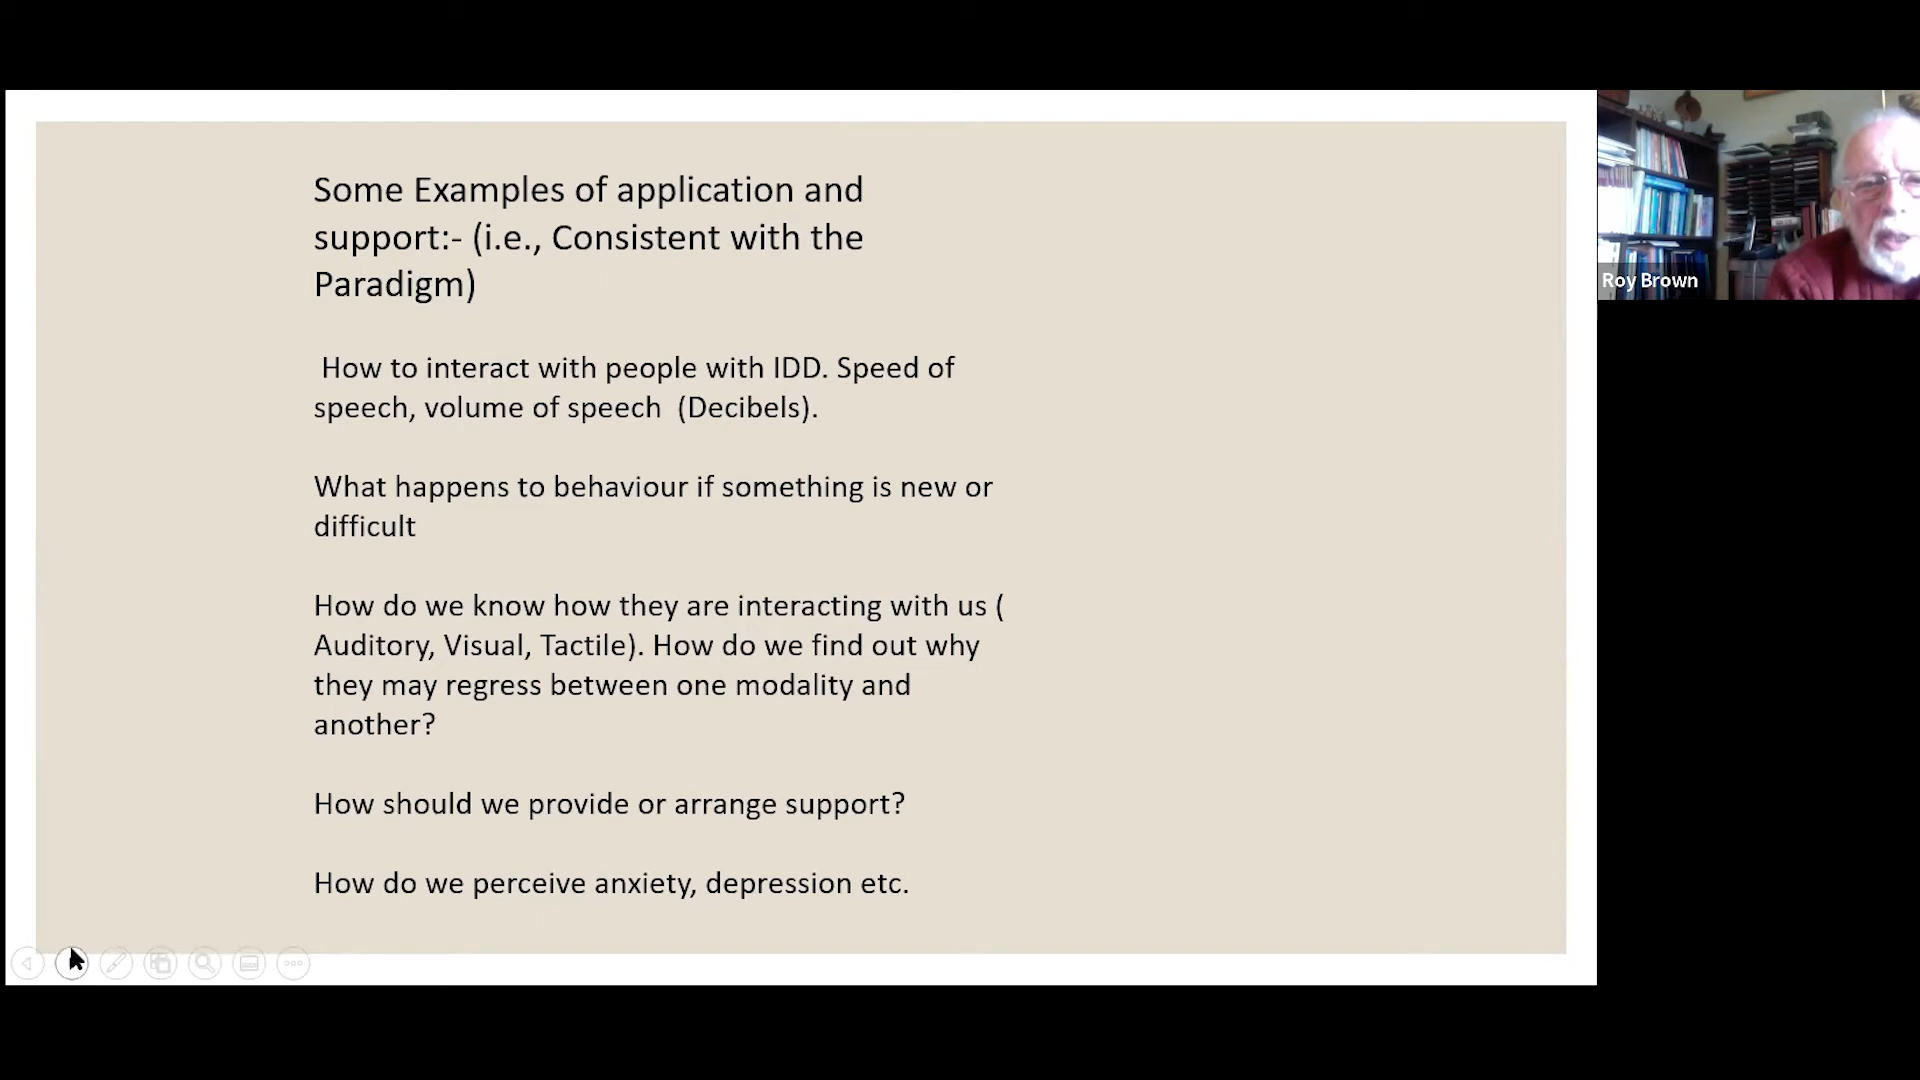 Some Examples of application and
support:- (i.e., Consistent with the
Paradigm)
How to interact with people with IDD. Speed of
speech, volume of speech  (Decibels).
What happens to behaviour if something is new or
difficult
How do we know how they are interacting with us (
Auditory, Visual, Tactile). How do we find out why
they may regress between one modality and
another?
How should we provide or arrange support?
How do we perceive anxiety, depression etc.
Roy Brown